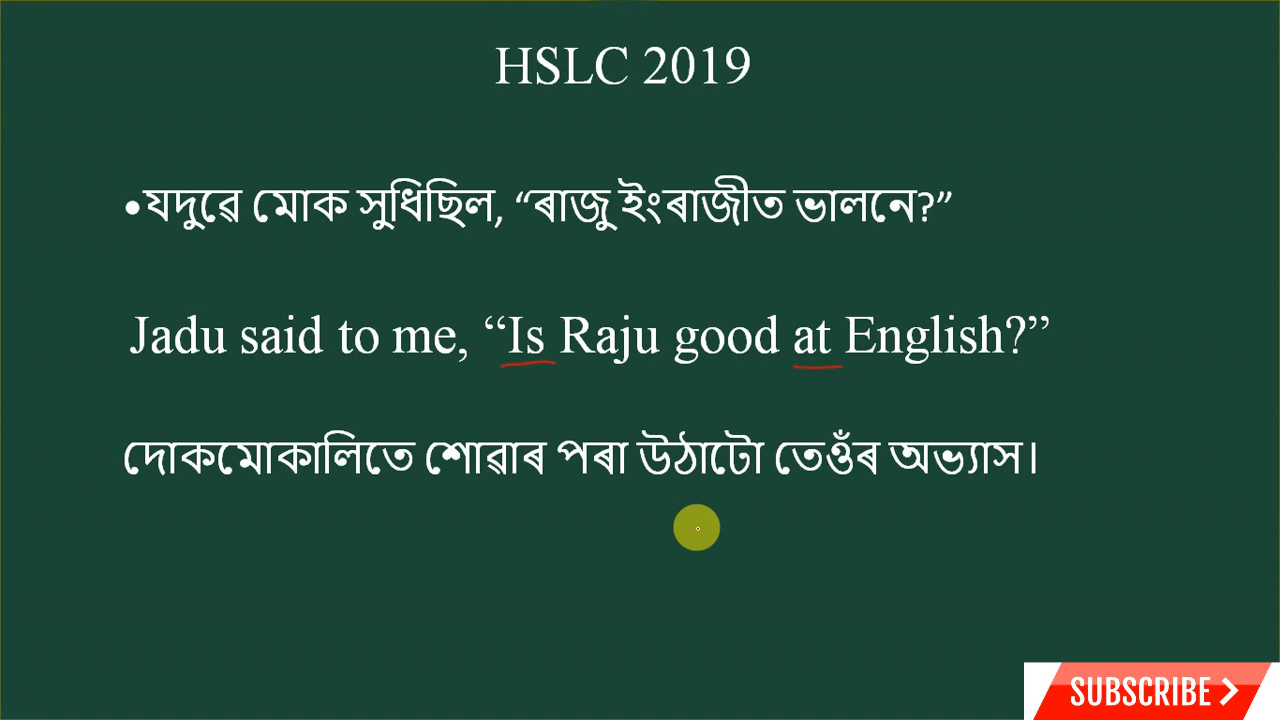 HSLC 2019
•যদুৱে মোক সুধিছিল, “ৰাজু ইংৰাজীত ভালনে?”
Jadu said to me, “Is Raju good at English?”
দোকমোকালিতে শোৱাৰ পৰা উঠাটো তেওঁৰ অভ্যাস।
SUBSCRIBE